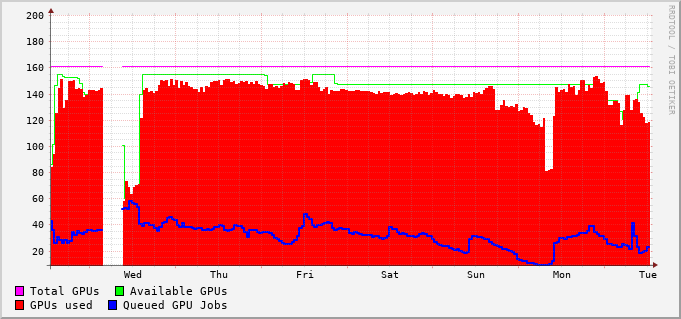 200
180
160
140
120
100
80
60
40
20
Wed Thu Fri Sat Sun Mon Tue
Total GPUs Available GPUs
GPUs used Queued GPU Jobs
RRDTOOL / TOBI OETIKER